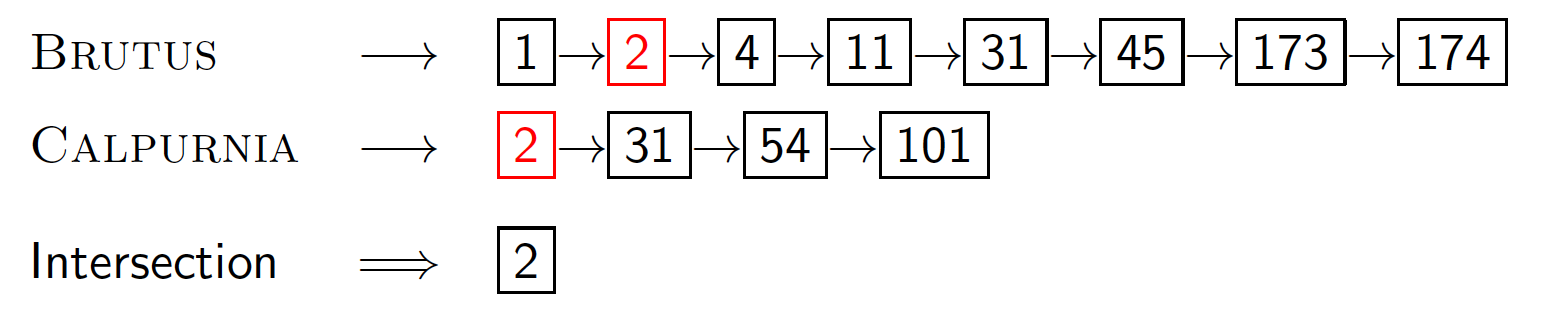 BRUTUS ⟶ 1 → 2 → 4 → 11 → 31 → 45 → 173 → 174
CALPURNIA ⟶ 2 → 31 → 54 → 101
Intersection ⟹ 2